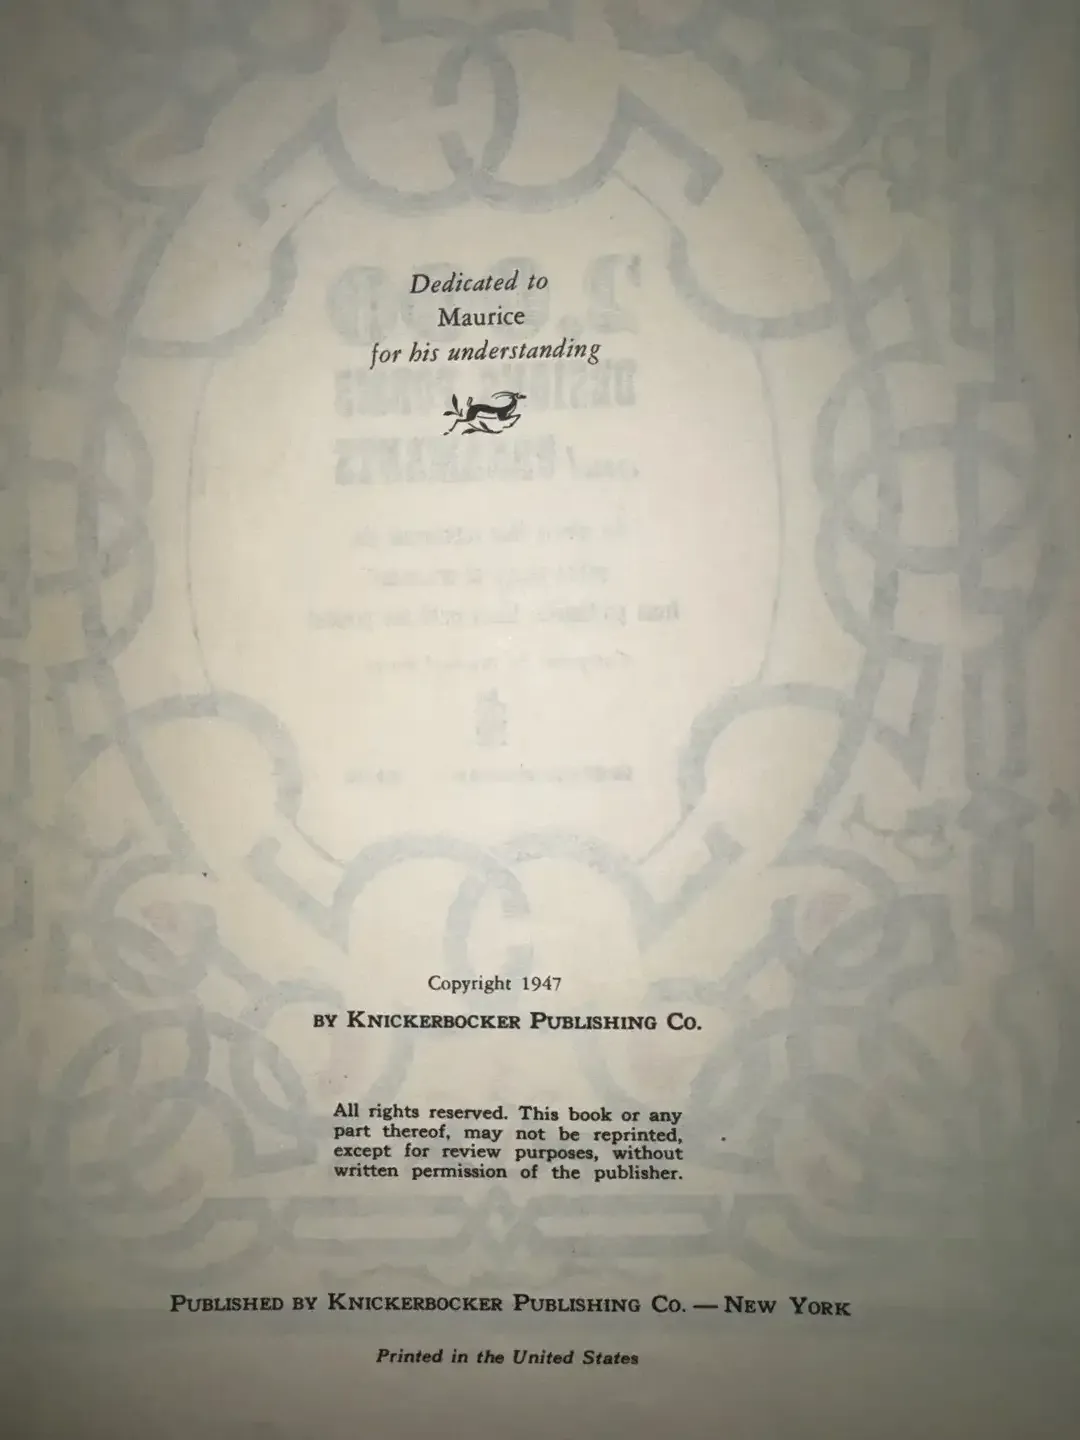 Dedicated to
Maurice
for his understanding
Copyright 1947
BY KNICKERBOCKER PUBLISHING CO.
All rights reserved. This book or any
part thereof, may not be reprinted,
except for review purposes, without
written permission of the publisher.
PUBLISHED BY KNICKERBOCKER PUBLISHING CO. — NEW YORK
Printed in the United States